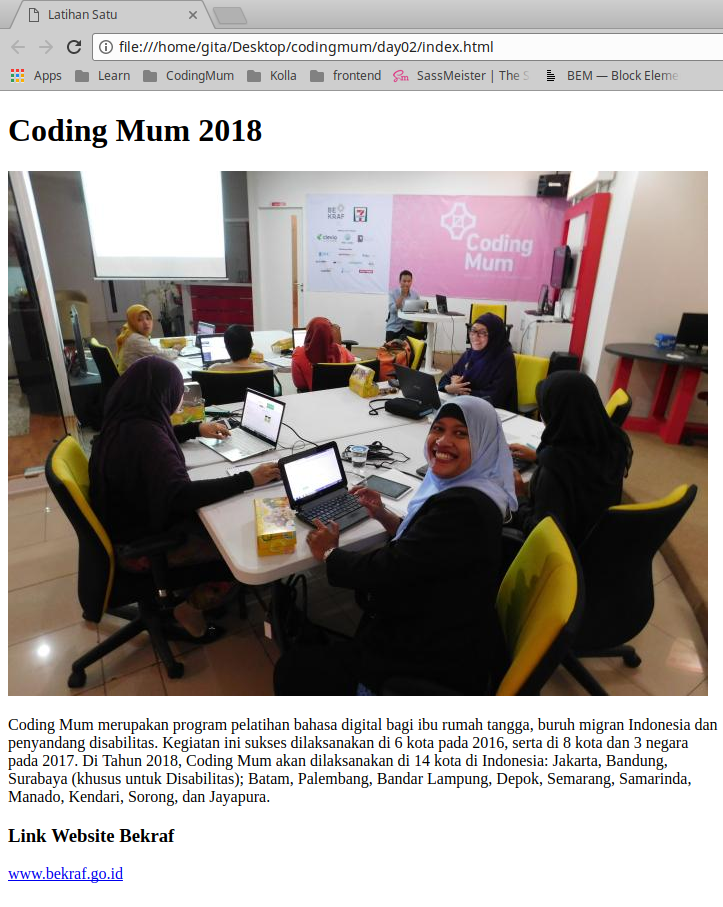 Latihan Satu
file:///home/gita/Desktop/codingmum/day02/index.html
Apps Learn CodingMum Kolla frontend SassMeister | The S BEM — Block Eleme
Coding Mum 2018
BE
KRAF
Coding
Mum
Coding Mum merupakan program pelatihan bahasa digital bagi ibu rumah tangga, buruh migran Indonesia dan
penyandang disabilitas. Kegiatan ini sukses dilaksanakan di 6 kota pada 2016, serta di 8 kota dan 3 negara
pada 2017. Di Tahun 2018, Coding Mum akan dilaksanakan di 14 kota di Indonesia: Jakarta, Bandung,
Surabaya (khusus untuk Disabilitas); Batam, Palembang, Bandar Lampung, Depok, Semarang, Samarinda,
Manado, Kendari, Sorong, dan Jayapura.
Link Website Bekraf
www.bekraf.go.id